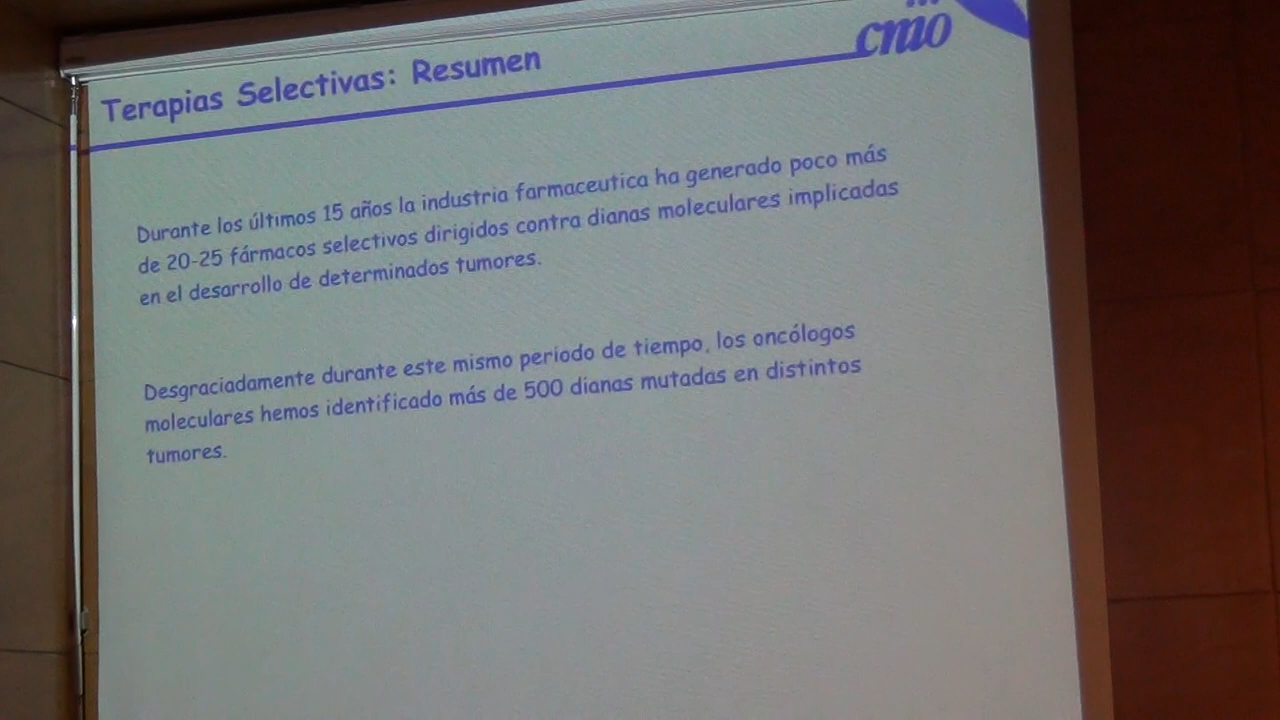 cnio
Terapias Selectivas: Resumen
Durante los últimos 15 años la industria farmaceutica ha generado poco más
de 20-25 fármacos selectivos dirigidos contra dianas moleculares implicadas
en el desarrollo de determinados tumores.
Desgraciadamente durante este mismo periodo de tiempo, los oncólogos
moleculares hemos identificado más de 500 dianas mutadas en distintos
tumores.